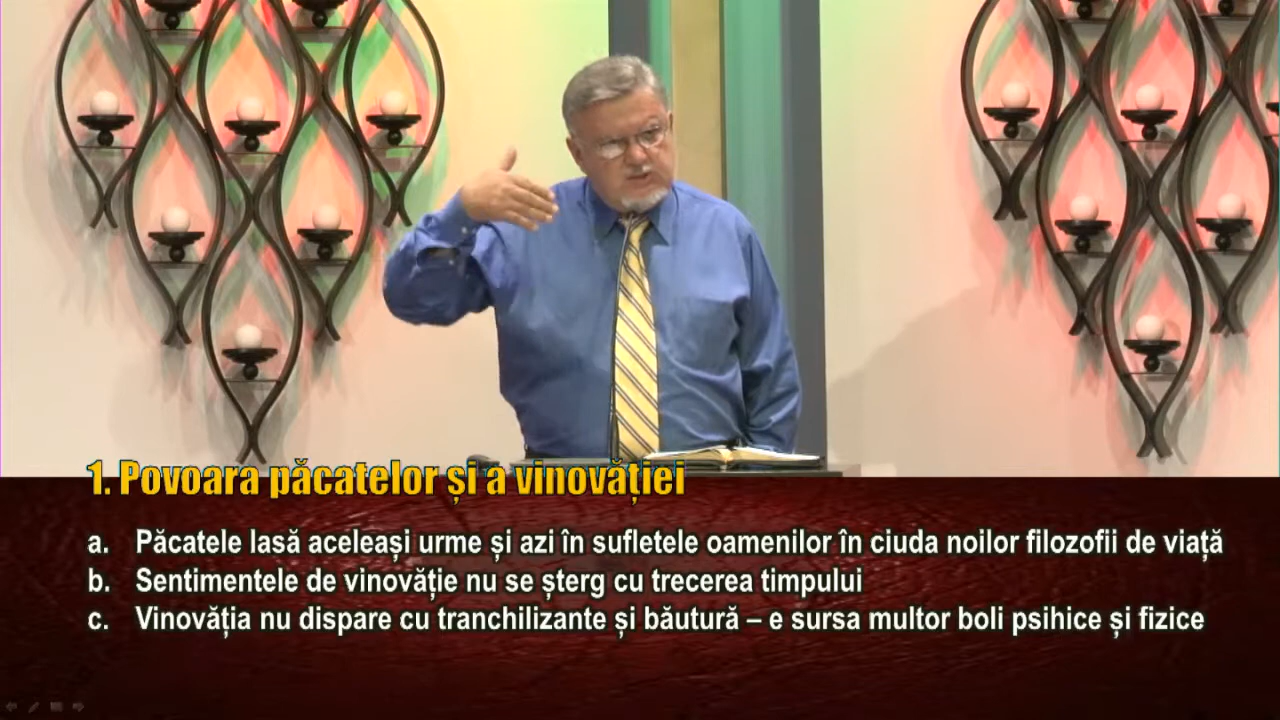 1. Povoara păcatelor și a vinovăției
a. Păcatele lasă aceleași urme și azi în sufletele oamenilor în ciuda noilor filozofii de viață
b. Sentimentele de vinovăție nu se șterg cu trecerea timpului
c. Vinovăția nu dispare cu tranchilizante și băutură – e sursa multor boli psihice și fizice